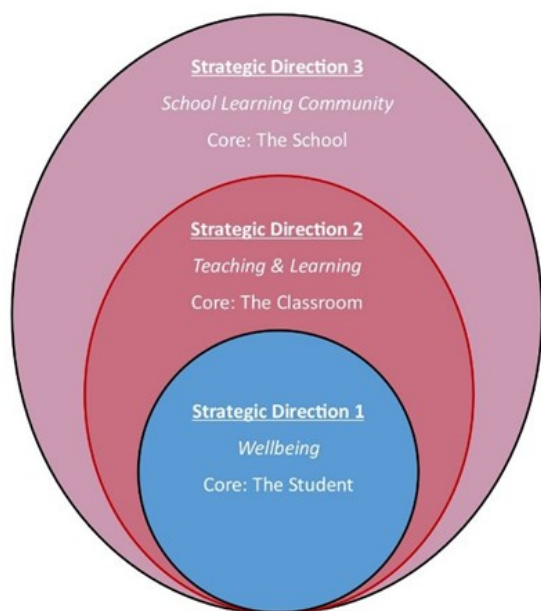 Strategic Direction 3
School Learning Community
Core: The School
Strategic Direction 2
Teaching & Learning
Core: The Classroom
Strategic Direction 1
Wellbeing
Core: The Student